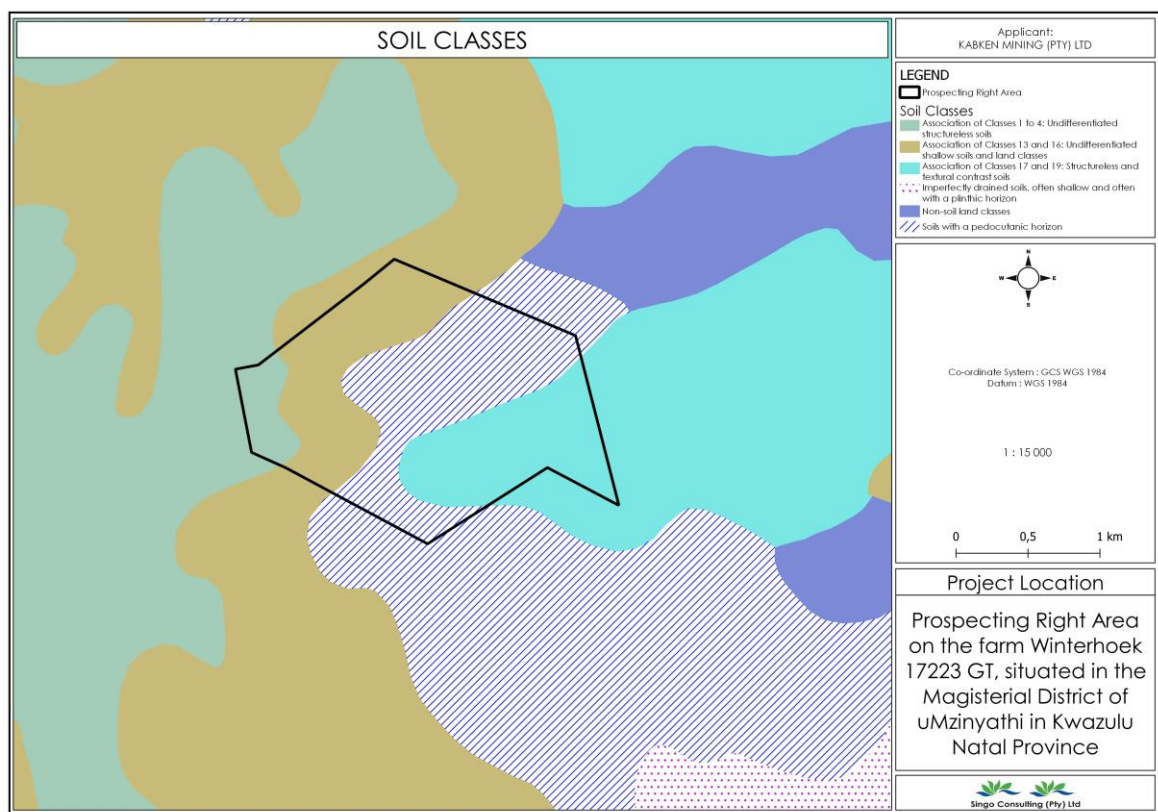 SOIL CLASSES
Applicant:
KABKEN MINING (PTY) LTD
LEGEND
Prospecting Right Area
Soil Classes
Association of Classes 1 to 4: Undifferentiated
structureless soils
Association of Classes 13 and 16: Undifferentiated
shallow soils and land classes
Association of Classes 17 and 19: Structureless and
textural contrast soils
Imperfectly drained soils, often shallow and often
with a plinthic horizon
Non-soil land classes
Soils with a pedocutanic horizon
N
W E
S
Co-ordinate System : GCS WGS 1984
Datum : WGS 1984
1 : 15 000
0 0,5 1 km
Project Location
Prospecting Right Area
on the farm Winterhoek
17223 GT, situated in the
Magisterial District of
uMzinyathi in Kwazulu
Natal Province
Singo Consulting (Pty) Ltd